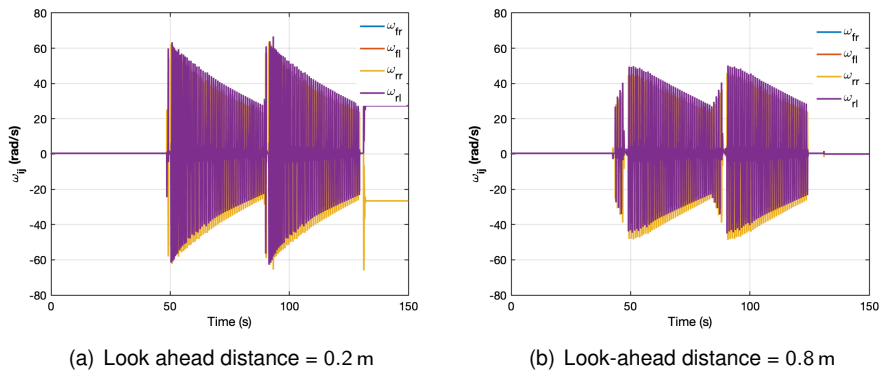 80
60
40
20
0
-20
-40
-60
-80
ω_ij (rad/s)
0
50
100
150
Time (s)
ω_fr
ω_fl
ω_rr
ω_rl
(a) Look ahead distance = 0.2 m
80
60
40
20
0
-20
-40
-60
-80
ω_ij (rad/s)
0
50
100
150
Time (s)
ω_fr
ω_fl
ω_rr
ω_rl
(b) Look-ahead distance = 0.8 m